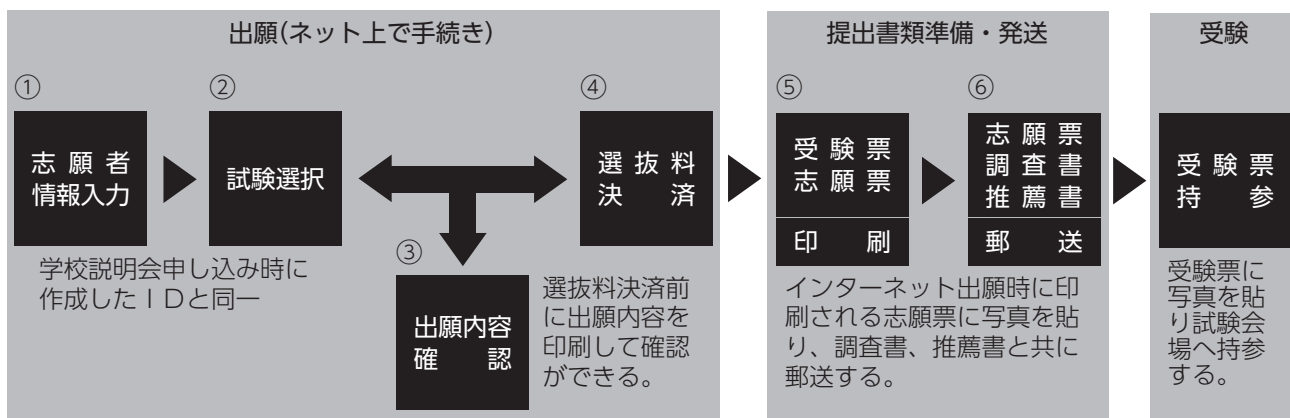 出願(ネット上で手続き)
①
志願者
情報入力
学校説明会申し込み時に
作成したＩＤと同一
②
試験選択
③
出願内容
確認
④
選抜料
決済
選抜料決済前
に出願内容を
印刷して確認
ができる。
提出書類準備・発送
⑤
受験票
志願票
印刷
⑥
志願票
調査書
推薦書
郵送
インターネット出願時に印
刷される志願票に写真を貼
り、調査書、推薦書と共に
郵送する。
受験
受験票
持参
受験票に
写真を貼
り試験会
場へ持参
する。